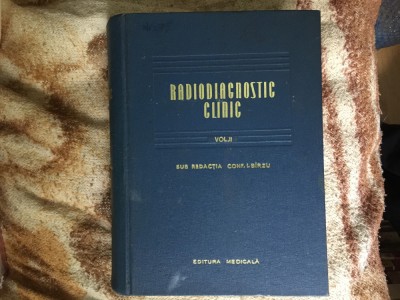 RADIODIAGNOSTIC
CLINIC
VOL.II
SUB REDACȚIA CONF. I. BÎRZU
EDITURA MEDICALĂ